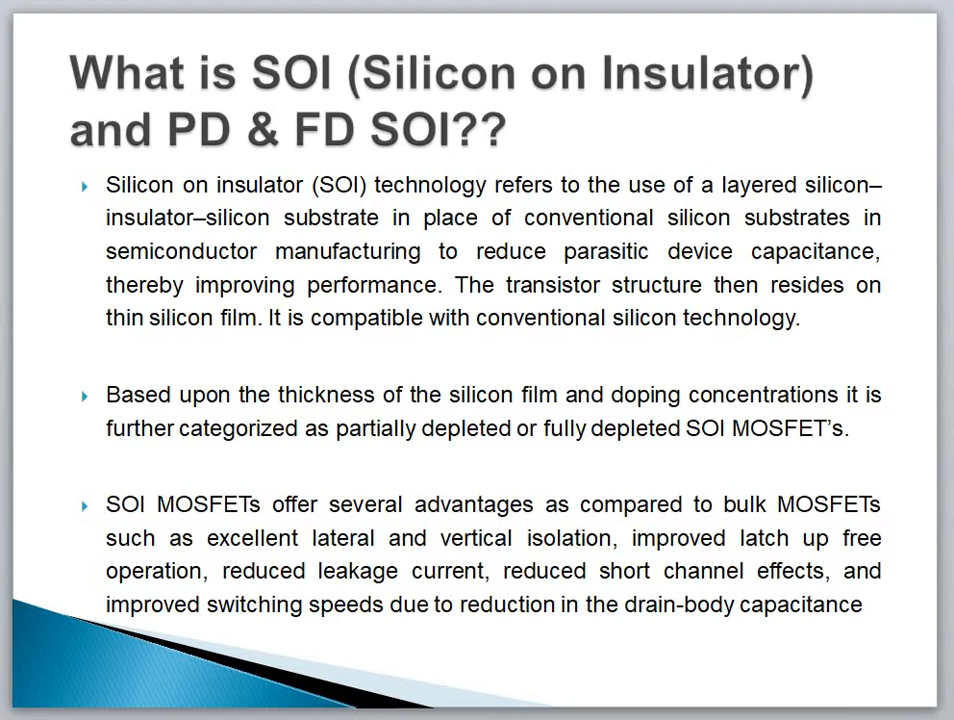 What is SOI (Silicon on Insulator)
and PD & FD SOI??
Silicon on insulator (SOI) technology refers to the use of a layered silicon–
insulator–silicon substrate in place of conventional silicon substrates in
semiconductor manufacturing to reduce parasitic device capacitance,
thereby improving performance. The transistor structure then resides on
thin silicon film. It is compatible with conventional silicon technology.
Based upon the thickness of the silicon film and doping concentrations it is
further categorized as partially depleted or fully depleted SOI MOSFET’s.
SOI MOSFETs offer several advantages as compared to bulk MOSFETs
such as excellent lateral and vertical isolation, improved latch up free
operation, reduced leakage current, reduced short channel effects, and
improved switching speeds due to reduction in the drain-body capacitance